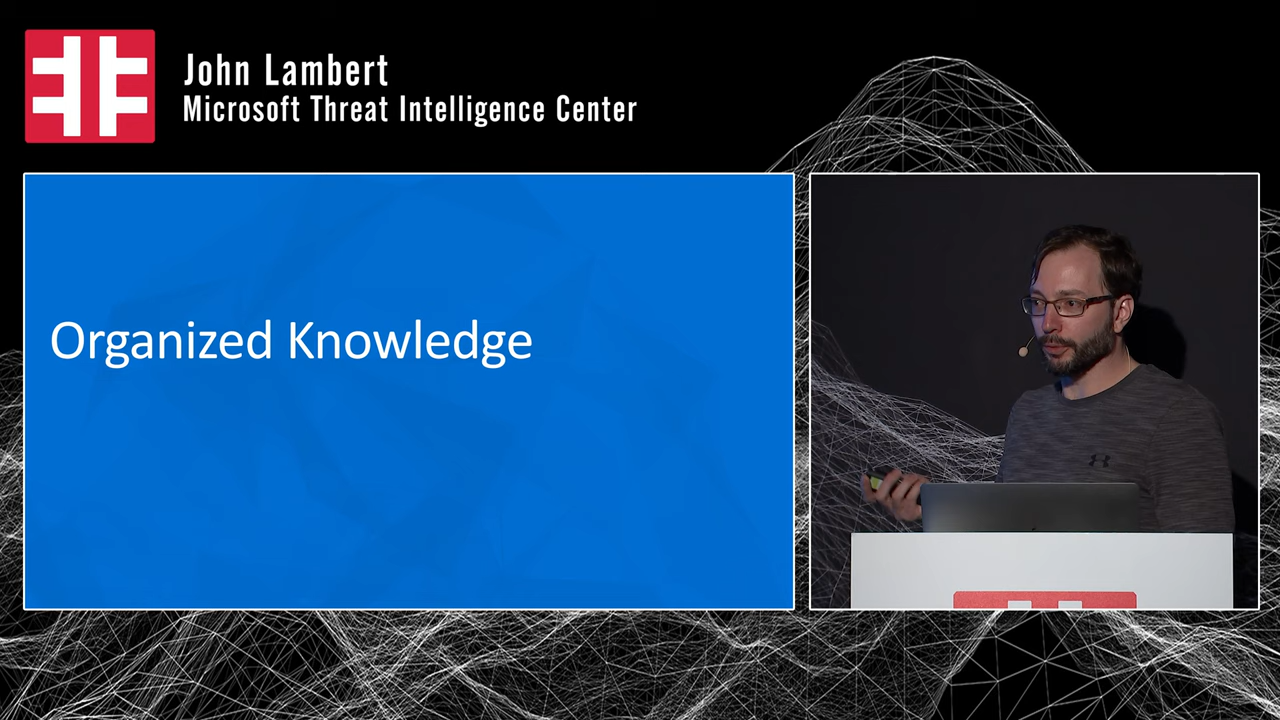 John Lambert
Microsoft Threat Intelligence Center
Organized Knowledge